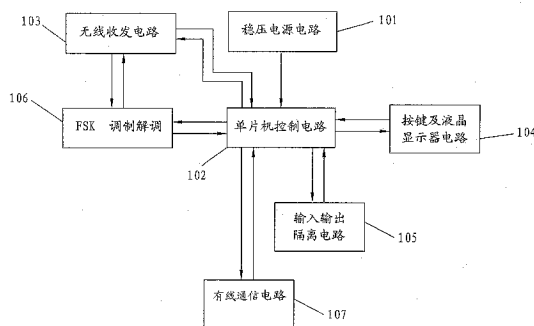 103
无线收发电路
稳压电源电路
101
106
FSK 调制解调
单片机控制电路
102
按键及液晶
显示器电路
104
输入输出
隔离电路
105
有线通信电路
107